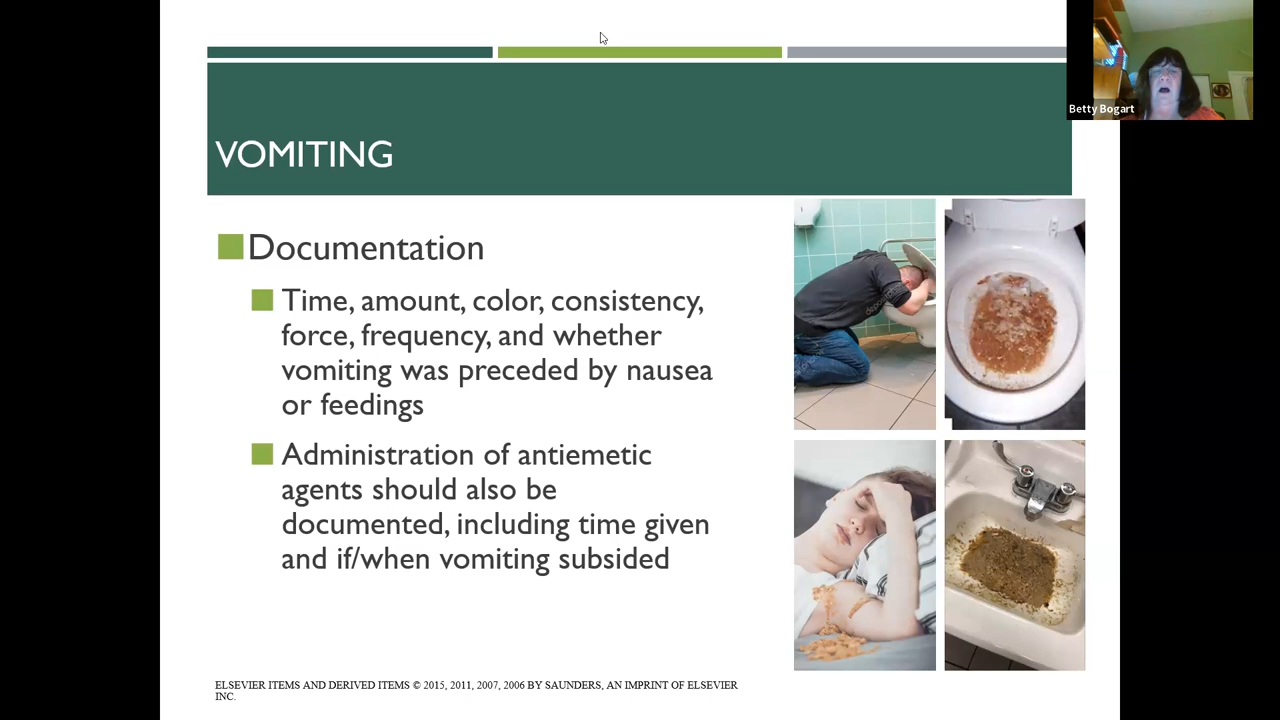 Betty Bogart
VOMITING
Documentation
Time, amount, color, consistency,
force, frequency, and whether
vomiting was preceded by nausea
or feedings
Administration of antiemetic
agents should also be
documented, including time given
and if/when vomiting subsided
ELSEVIER ITEMS AND DERIVED ITEMS © 2015, 2011, 2007, 2006 BY SAUNDERS, AN IMPRINT OF ELSEVIER
INC.